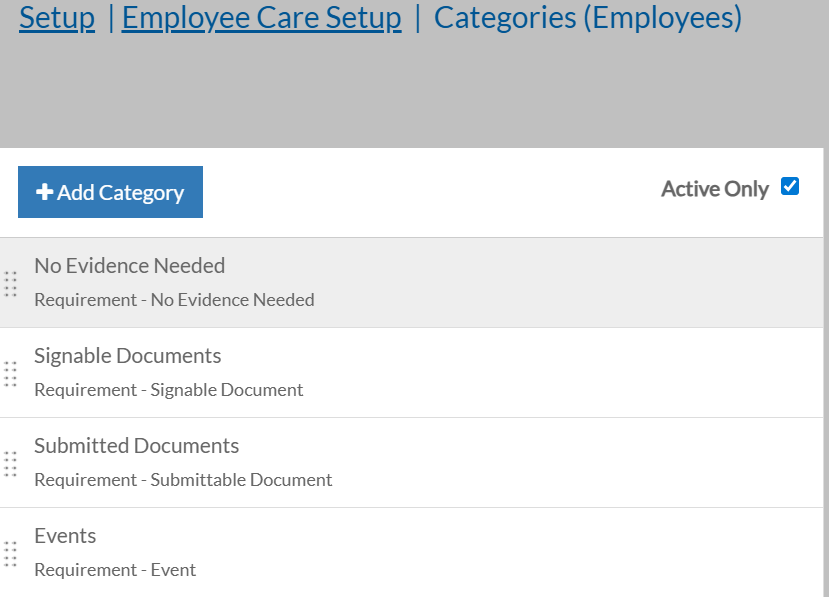 Setup | Employee Care Setup | Categories (Employees)
Add Category
Active Only
No Evidence Needed
Requirement - No Evidence Needed
Signable Documents
Requirement - Signable Document
Submitted Documents
Requirement - Submittable Document
Events
Requirement - Event